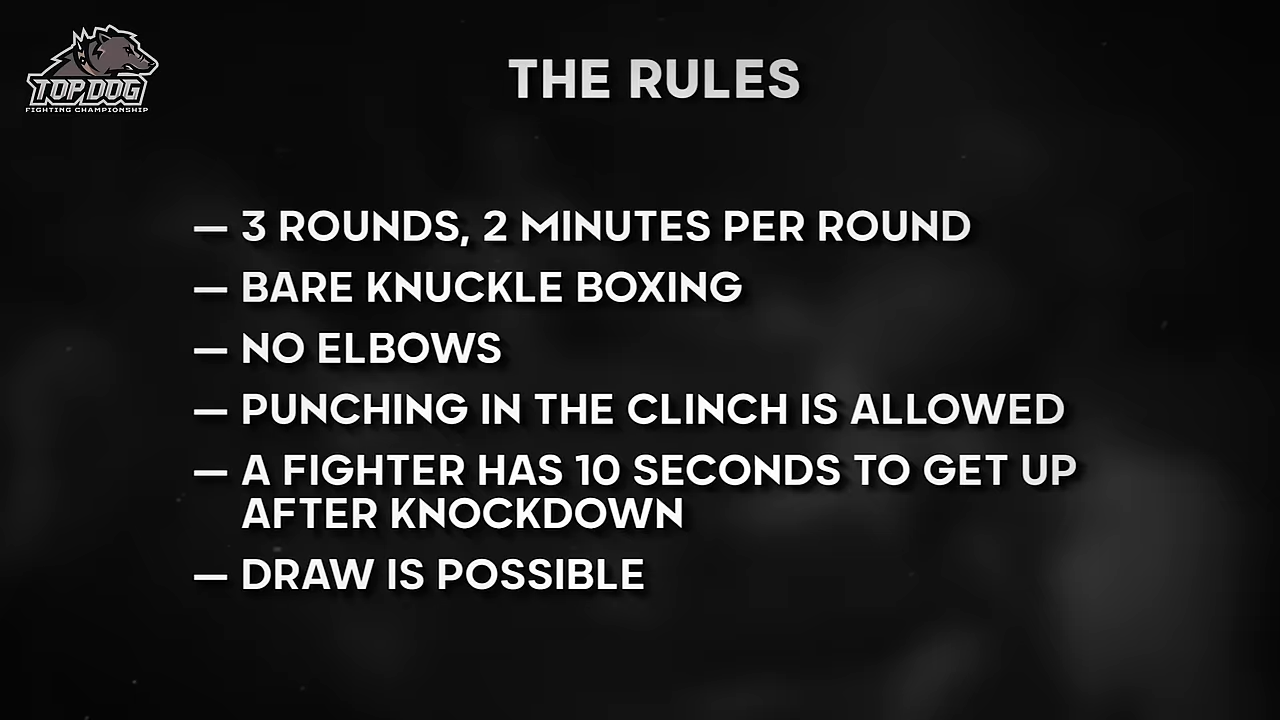 TOP DOG
FIGHTING CHAMPIONSHIP
THE RULES
— 3 ROUNDS, 2 MINUTES PER ROUND
— BARE KNUCKLE BOXING
— NO ELBOWS
— PUNCHING IN THE CLINCH IS ALLOWED
— A FIGHTER HAS 10 SECONDS TO GET UP
AFTER KNOCKDOWN
— DRAW IS POSSIBLE